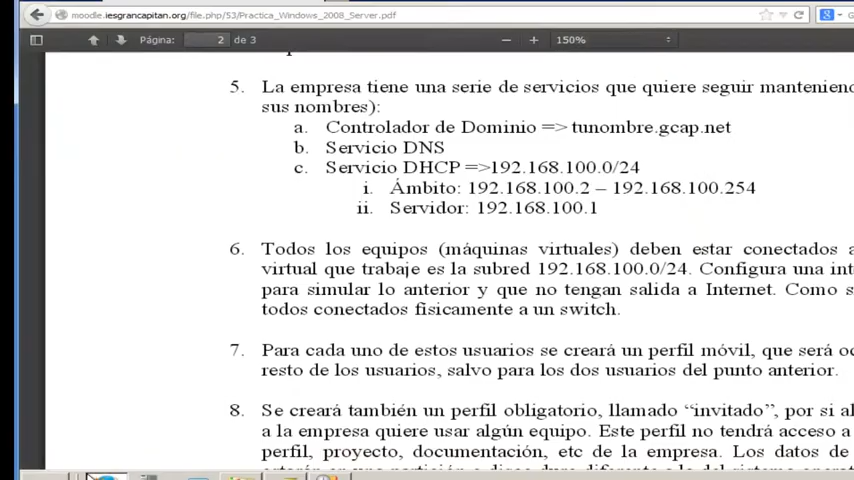 moodle.iesgrancapitan.org/file.php/53/Practica_Windows_2008_Server.pdf
Página: 2 de 3 150%
5. La empresa tiene una serie de servicios que quiere seguir manteniend
sus nombres):
a. Controlador de Dominio => tunombre.gcap.net
b. Servicio DNS
c. Servicio DHCP =>192.168.100.0/24
i. Ámbito: 192.168.100.2 – 192.168.100.254
ii. Servidor: 192.168.100.1
6. Todos los equipos (máquinas virtuales) deben estar conectados a
virtual que trabaje es la subred 192.168.100.0/24. Configura una int
para simular lo anterior y que no tengan salida a Internet. Como s
todos conectados físicamente a un switch.
7. Para cada uno de estos usuarios se creará un perfil móvil, que será o
resto de los usuarios, salvo para los dos usuarios del punto anterior.
8. Se creará también un perfil obligatorio, llamado “invitado”, por si al
a la empresa quiere usar algún equipo. Este perfil no tendrá acceso a
perfil, proyecto, documentación, etc de la empresa. Los datos de